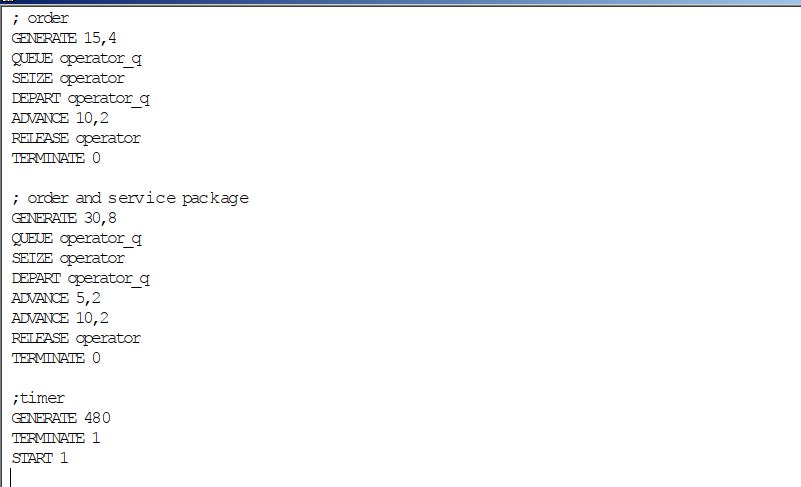 ; order
GENERATE 15,4
QUEUE operator_q
SEIZE operator
DEPART operator_q
ADVANCE 10,2
RELEASE operator
TERMINATE 0
; order and service package
GENERATE 30,8
QUEUE operator_q
SEIZE operator
DEPART operator_q
ADVANCE 5,2
ADVANCE 10,2
RELEASE operator
TERMINATE 0
;timer
GENERATE 480
TERMINATE 1
START 1